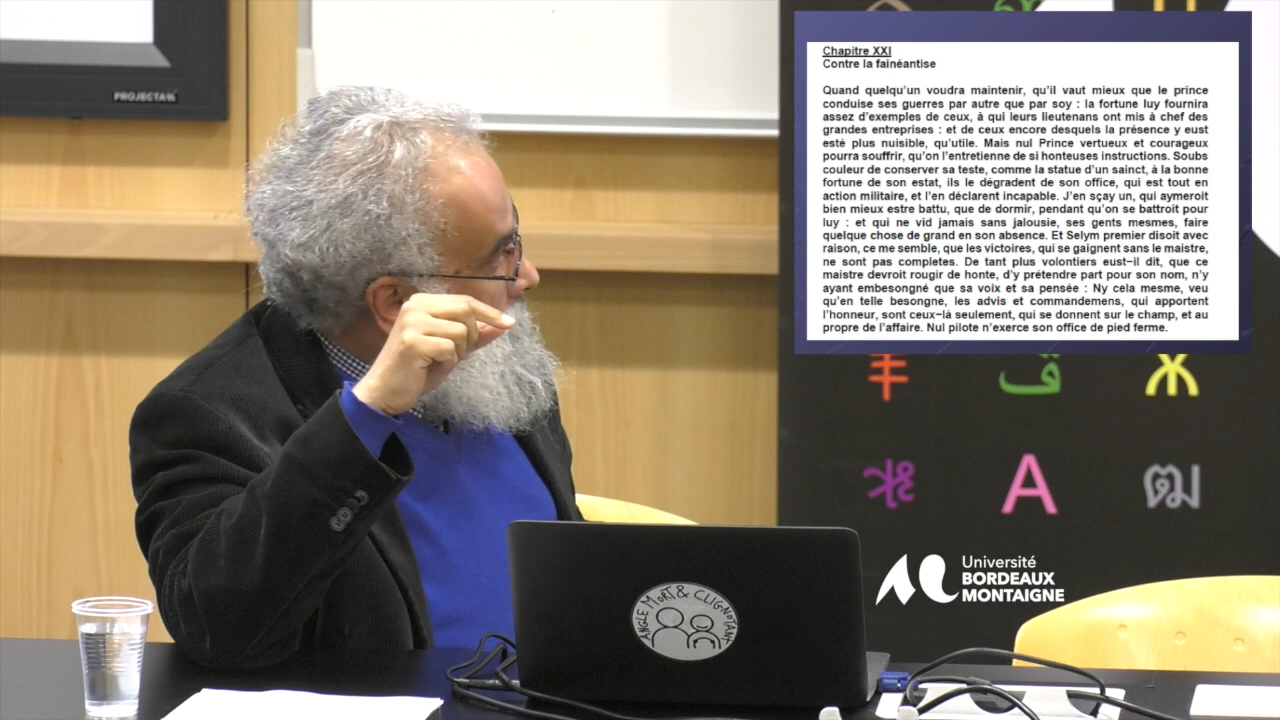 PROJECTA
Chapitre XXI
Contre la fainéantise
Quand quelqu'un voudra maintenir, qu'il vaut mieux que le prince
conduise ses guerres par autre que par soy : la fortune luy fournira
assez d'exemples de ceux, à qui leurs lieutenans ont mis à chef des
grandes entreprises : et de ceux encore desquels la présence y eust
esté plus nuisible, qu'utile. Mais nul Prince vertueux et courageux
pourra souffrir, qu'on l'entretienne de si honteuses instructions. Soubs
couleur de conserver sa teste, comme la statue d'un sainct, à la bonne
fortune de son estat, ils le dégradent de son office, qui est tout en
action militaire, et l'en déclarent incapable. J'en sçay un, qui aymeroit
bien mieux estre battu, que de dormir, pendant qu'on se battroit pour
luy : et qui ne vid jamais sans jalousie, ses gents mesmes, faire
quelque chose de grand en son absence. Et Selym premier disoit avec
raison, ce me semble, que les victoires, qui se gaignent sans le maistre,
ne sont pas completes. De tant plus volontiers eust−il dit, que ce
maistre devroit rougir de honte, d'y prétendre part pour son nom, n'y
ayant embesongné que sa voix et sa pensée : Ny cela mesme, veu
qu'en telle besongne, les advis et commandemens, qui apportent
l'honneur, sont ceux−là seulement, qui se donnent sur le champ, et au
propre de l'affaire. Nul pilote n'exerce son office de pied ferme.
ق Ѫ
ऋ A ฒ
Université
BORDEAUX
MONTAIGNE
ANGLE MORT & CLIGNOTANT